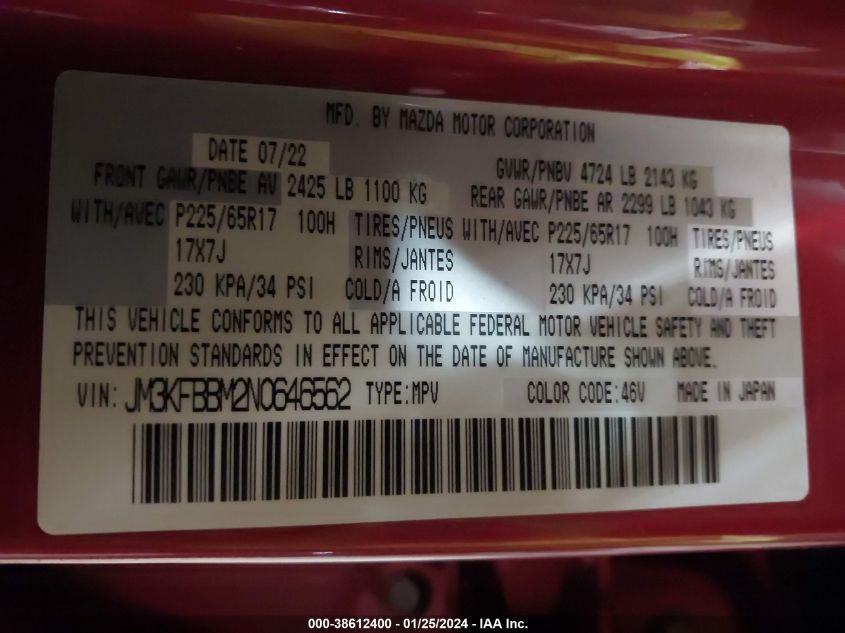 MFD. BY MAZDA MOTOR CORPORATION
DATE 07/22
GVWR/PNBV 4724 LB 2143 KG
FRONT GAWR/PNBE AV 2425 LB 1100 KG
REAR GAWR/PNBE AR 2299 LB 1043 KG
WITH/AVEC P225/65R17 100H TIRES/PNEUS WITH/AVEC P225/65R17 100H TIRES/PNEUS
17X7J RIMS/JANTES 17X7J RIMS/JANTES
230 KPA/34 PSI COLD/A FROID 230 KPA/34 PSI COLD/A FROID
THIS VEHICLE CONFORMS TO ALL APPLICABLE FEDERAL MOTOR VEHICLE SAFETY AND THEFT
PREVENTION STANDARDS IN EFFECT ON THE DATE OF MANUFACTURE SHOWN ABOVE.
VIN: JM3KFBBM2N0646562 TYPE:MPV COLOR CODE:46V MADE IN JAPAN
000-38612400 - 01/25/2024 - IAA Inc.